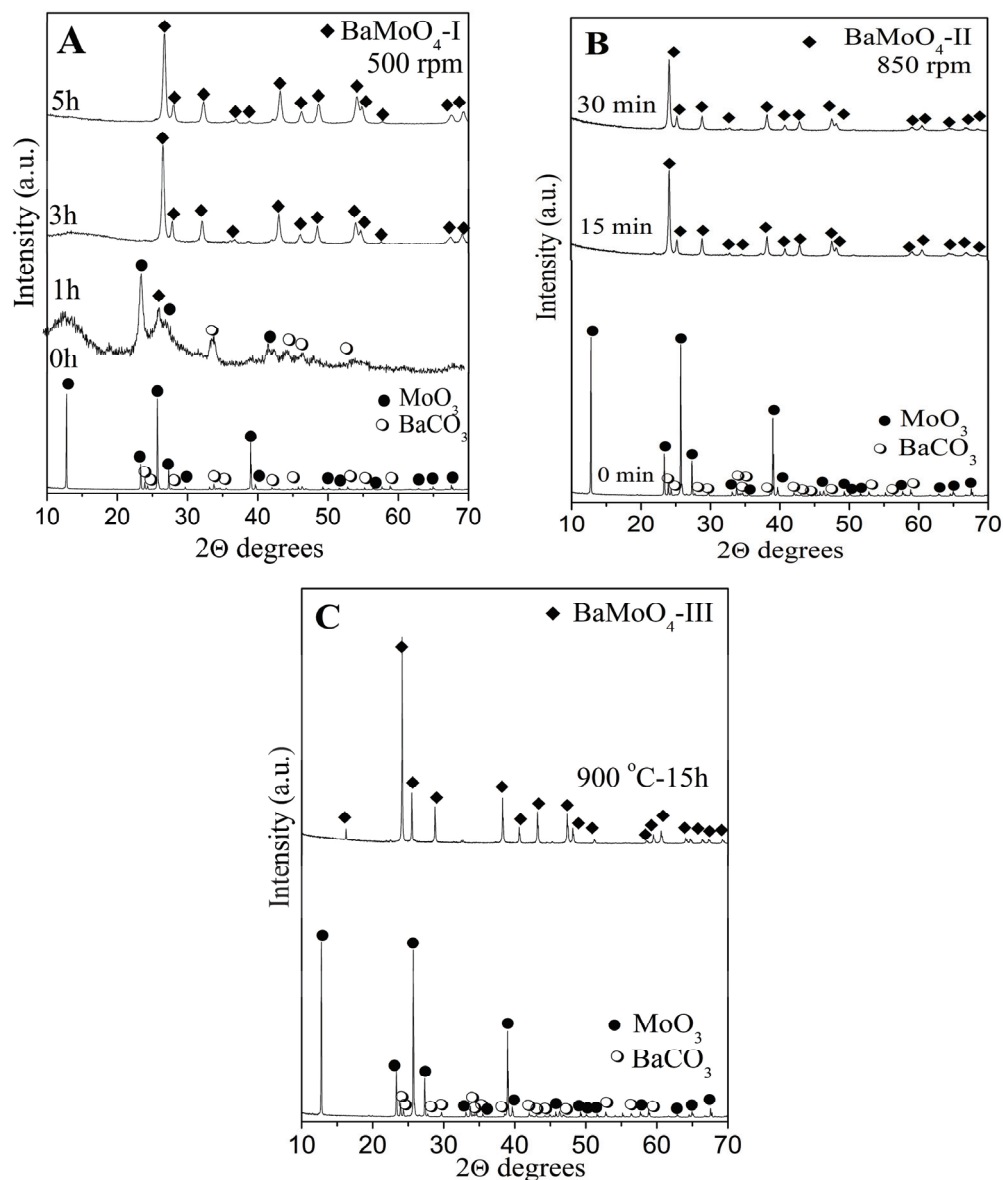 A
◆ BaMoO₄-I
500 rpm
5h
3h
1h
0h
● MoO₃
○ BaCO₃
Intensity (a.u.)
10 20 30 40 50 60 70
2Θ degrees
B
◆ BaMoO₄-II
850 rpm
30 min
15 min
0 min
● MoO₃
○ BaCO₃
Intensity (a.u.)
10 20 30 40 50 60 70
2Θ degrees
C
◆ BaMoO₄-III
900 °C-15h
● MoO₃
○ BaCO₃
Intensity (a.u.)
10 20 30 40 50 60 70
2Θ degrees